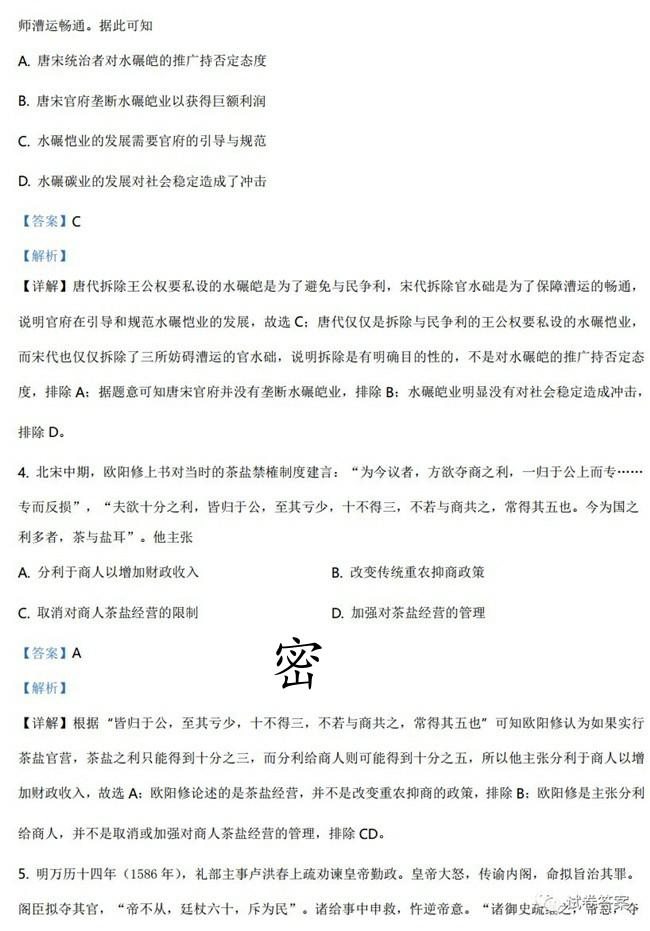 师漕运畅通。据此可知
A. 唐宋统治者对水碾皑的推广持否定态度
B. 唐宋官府垄断水碾皑业以获得巨额利润
C. 水碾恺业的发展需要官府的引导与规范
D. 水碾碳业的发展对社会稳定造成了冲击
【答案】C
【解析】
【详解】唐代拆除王公权要私设的水碾皑是为了避免与民争利，宋代拆除官水础是为了保障漕运的畅通，
说明官府在引导和规范水碾恺业的发展，故选 C；唐代仅仅是拆除与民争利的王公权要私设的水碾恺业，
而宋代也仅仅拆除了三所妨碍漕运的官水础，说明拆除是有明确目的性的，不是对水碾皑的推广持否定态
度，排除 A；据题意可知唐宋官府并没有垄断水碾皑业，排除 B；水碾皑业明显没有对社会稳定造成冲击，
排除 D。
4. 北宋中期，欧阳修上书对当时的茶盐禁榷制度建言：“为今议者，方欲夺商之利，一归于公上而专……
专而反损”，“夫欲十分之利，皆归于公，至其亏少，十不得三，不若与商共之，常得其五也。今为国之
利多者，茶与盐耳”。他主张
A. 分利于商人以增加财政收入 B. 改变传统重农抑商政策
C. 取消对商人茶盐经营的限制 D. 加强对茶盐经营的管理
【答案】A
密
【解析】
【详解】根据“皆归于公，至其亏少，十不得三，不若与商共之，常得其五也”可知欧阳修认为如果实行
茶盐官营，茶盐之利只能得到十分之三，而分利给商人则可能得到十分之五，所以他主张分利于商人以增
加财政收入，故选 A；欧阳修论述的是茶盐经营，并不是改变重农抑商的政策，排除 B；欧阳修是主张分利
给商人，并不是取消或加强对商人茶盐经营的管理，排除 CD。
5. 明万历十四年（1586 年），礼部主事卢洪春上疏劝谏皇帝勤政。皇帝大怒，传谕内阁，命拟旨治其罪。
阁臣拟夺其官，“帝不从，廷杖六十，斥为民”。诸给事中申救，忤逆帝意。“诸御史疏继之，帝怒，夺
试卷答案